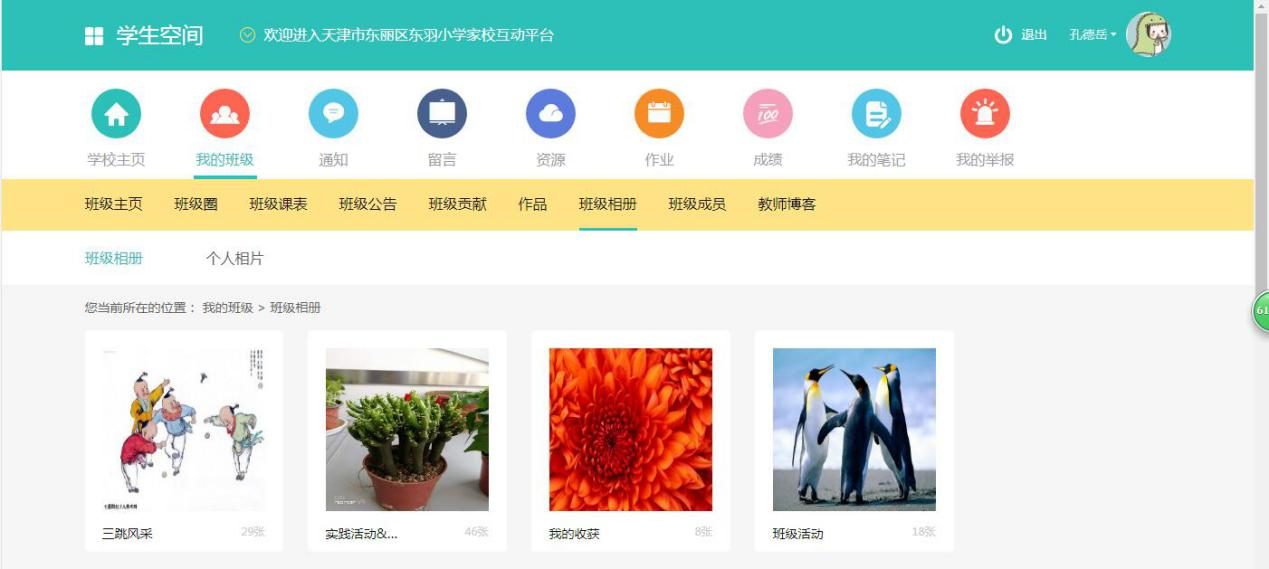 学生空间 欢迎进入天津市东丽区东羽小学家校互动平台 退出 孔德岳
学校主页 我的班级 通知 留言 资源 作业 成绩 我的笔记 我的举报
班级主页 班级圈 班级课表 班级公告 班级贡献 作品 班级相册 班级成员 教师博客
班级相册 个人相片
您当前所在的位置： 我的班级 > 班级相册
三跳风采 29张 实践活动&... 46张 我的收获 8张 班级活动 18张